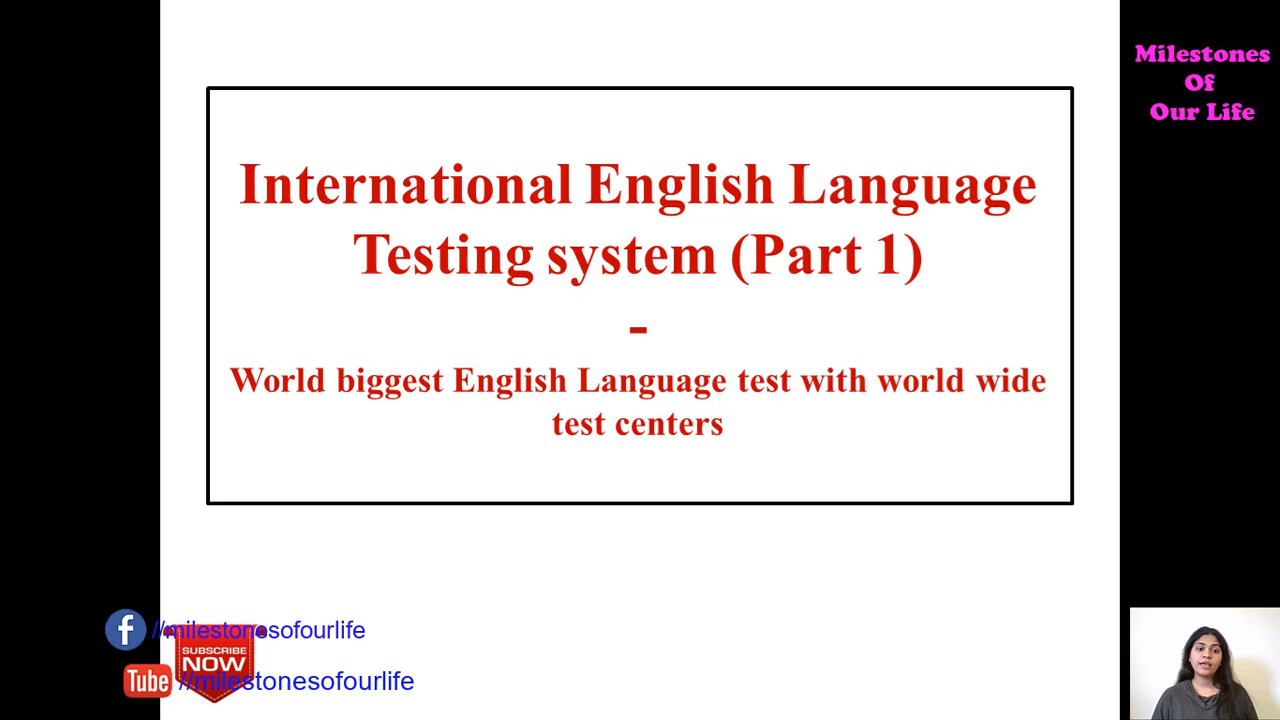 Milestones
Of
Our Life
International English Language
Testing system (Part 1)
-
World biggest English Language test with world wide
test centers
f //milestonesofourlife
SUBSCRIBE
NOW
Tube //milestonesofourlife